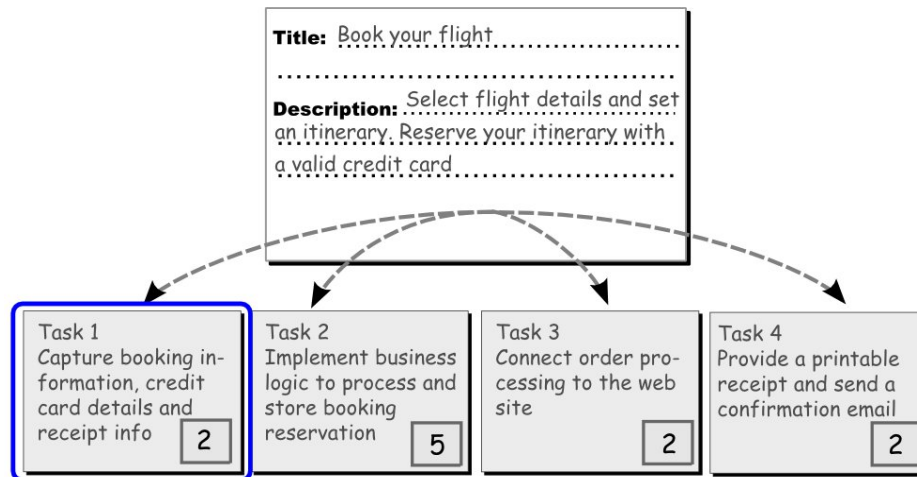 Title: Book your flight
Description: Select flight details and set
an itinerary. Reserve your itinerary with
a valid credit card
Task 1
Capture booking in-
formation, credit
card details and
receipt info
2
Task 2
Implement business
logic to process and
store booking
reservation
5
Task 3
Connect order pro-
cessing to the web
site
2
Task 4
Provide a printable
receipt and send a
confirmation email
2